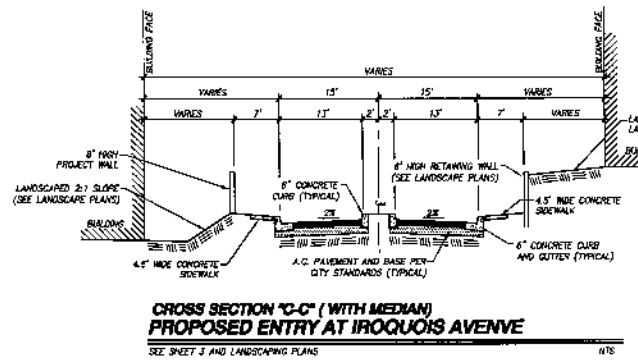 BUILDING FACE
BUILDING FACE
VARIES
VARIES
15'
15'
VARIES
VARIES
7'
13'
2'
2'
13'
7'
VARIES
8" HIGH
PROJECT WALL
LANDSCAPED 2:1 SLOPE
(SEE LANDSCAPE PLANS)
BUILDING
4.5' WIDE CONCRETE
SIDEWALK
6" CONCRETE
CURB (TYPICAL)
2%
2%
6' HIGH RETAINING WALL
(SEE LANDSCAPE PLANS)
4.5' WIDE CONCRETE
SIDEWALK
6" CONCRETE CURB
AND GUTTER (TYPICAL)
A.C. PAVEMENT AND BASE PER
CITY STANDARDS (TYPICAL)
CROSS SECTION "C-C" (WITH MEDIAN)
PROPOSED ENTRY AT IROQUOIS AVENVE
SEE SHEET 3 AND LANDSCAPING PLANS
NTS